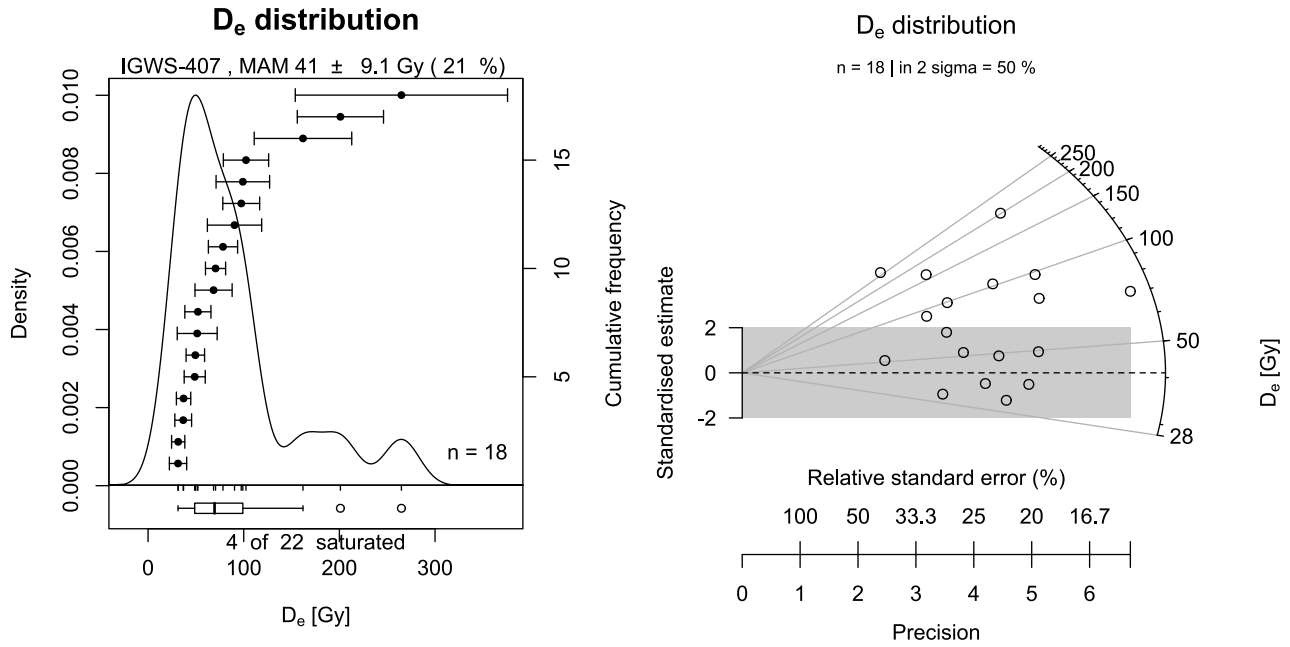 De distribution
IGWS-407 , MAM 41 ± 9.1 Gy ( 21 %)
0.010
0.008
0.006
0.004
0.002
0.000
Density
15
10
5
Cumulative frequency
n = 18
4 of 22 saturated
0 100 200 300
De [Gy]
De distribution
n = 18 | in 2 sigma = 50 %
250
200
150
100
50
28
De [Gy]
Standardised estimate
2
0
-2
Relative standard error (%)
100 50 33.3 25 20 16.7
0 1 2 3 4 5 6
Precision